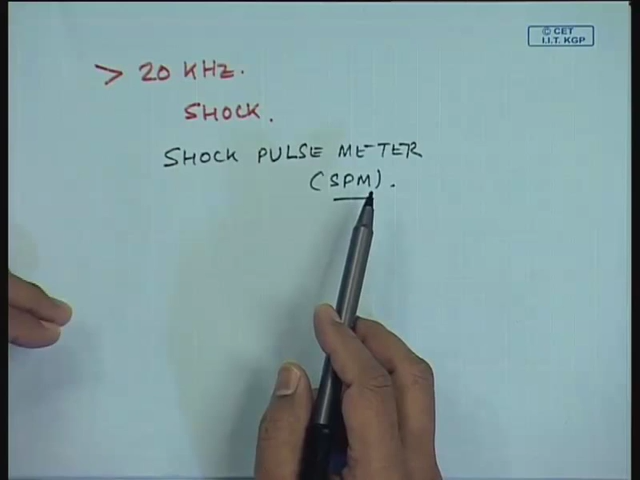 © CET
I.I.T. KGP
> 20 KHz.
SHOCK.
SHOCK PULSE METER
(SPM).